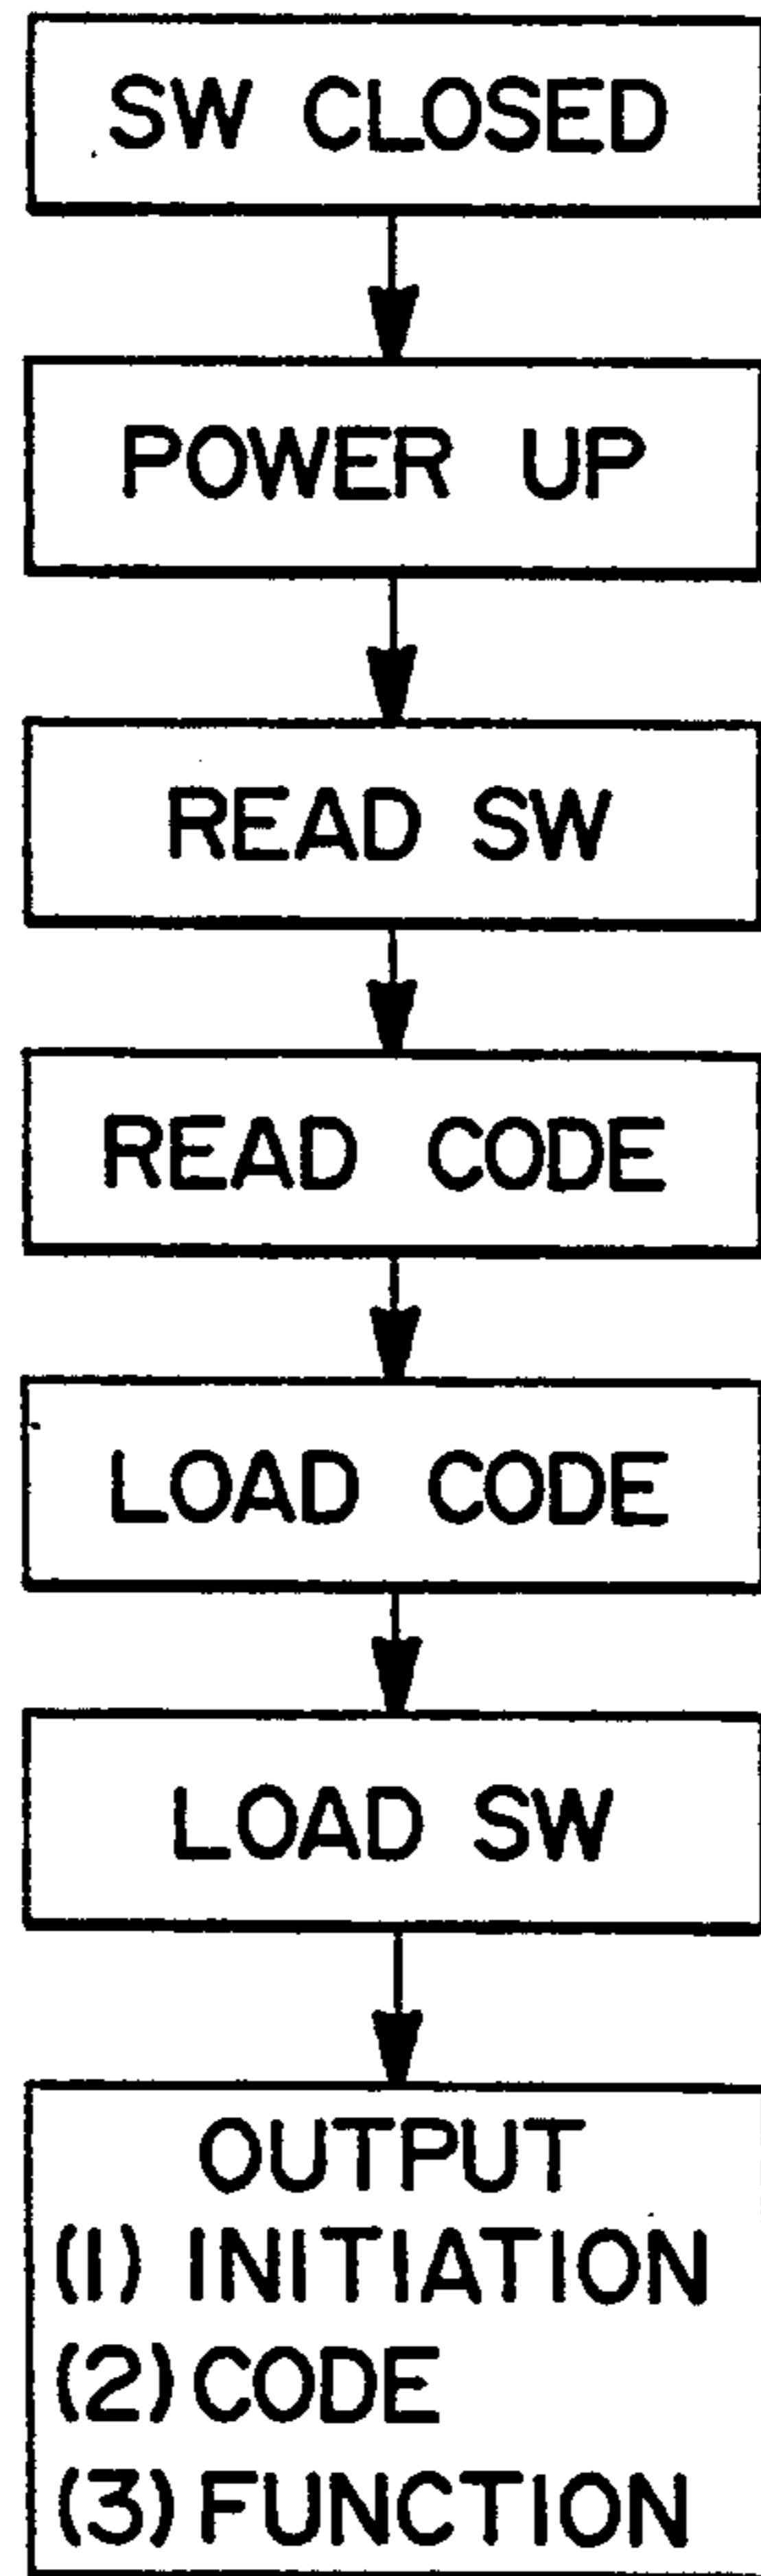 SW CLOSED
POWER UP
READ SW
READ CODE
LOAD CODE
LOAD SW
OUTPUT
(1) INITIATION
(2) CODE
(3) FUNCTION